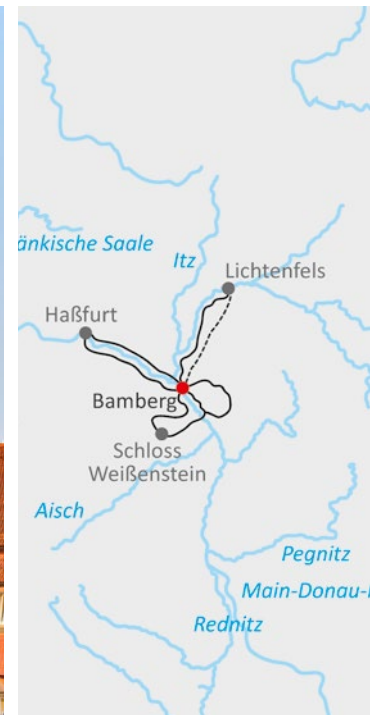 änkische Saale
Itz
Lichtenfels
Haßfurt
Bamberg
Schloss
Weißenstein
Aisch
Pegnitz
Main-Donau-
Rednitz